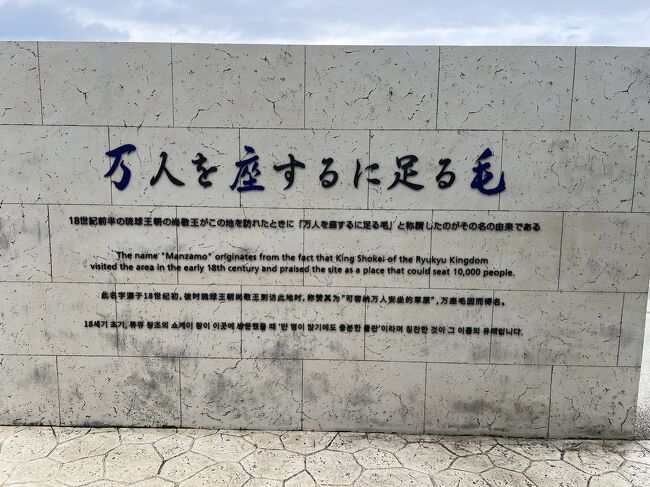 万人を座するに足る毛
18世紀前半の琉球王朝の尚敬王がこの地を訪れたときに「万人を座するに足る毛」と称讃したのがその名の由来である
The name "Manzamo" originates from the fact that King Shokei of the Ryukyu Kingdom
visited the area in the early 18th century and praised the site as a place that could seat 10,000 people.
此名字源于18世纪初，彼时琉球王朝尚敬王到访此地时，称赞其为"可容纳万人安坐的草原"，万座毛因而得名。
18세기 초기, 류큐 왕조의 쇼케이 왕이 이곳에 방문했을 때 '만 명이 앉기에도 충분한 들판'이라며 칭찬한 것이 그 이름의 유래입니다.